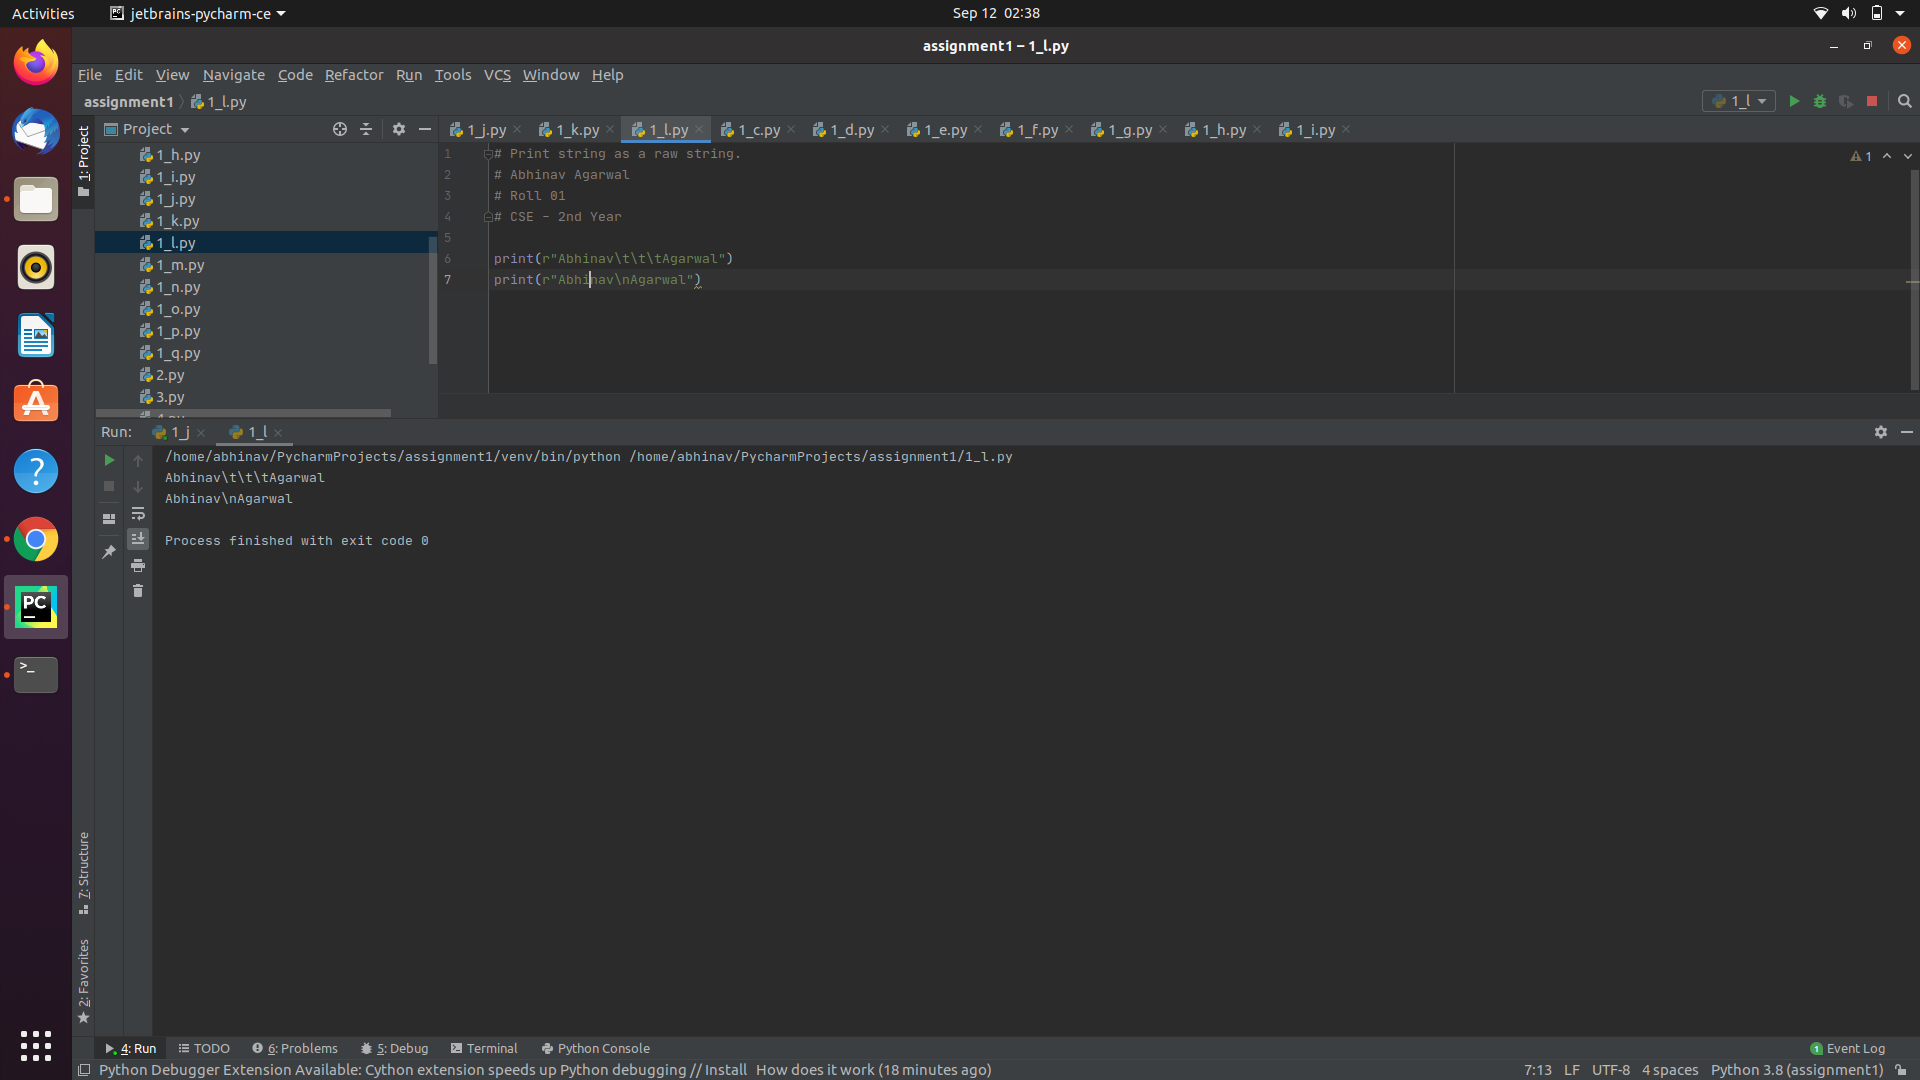 Activities jetbrains-pycharm-ce Sep 12 02:38
assignment1 – 1_l.py
File Edit View Navigate Code Refactor Run Tools VCS Window Help
assignment1 1_l.py 1_l
1: Project
Project
1_j.py 1_k.py 1_l.py 1_c.py 1_d.py 1_e.py 1_f.py 1_g.py 1_h.py 1_i.py
1_h.py
1_i.py
1_j.py
1_k.py
1_l.py
1_m.py
1_n.py
1_o.py
1_p.py
1_q.py
2.py
3.py
1 # Print string as a raw string.
2 # Abhinav Agarwal
3 # Roll 01
4 # CSE - 2nd Year
5
6 print(r"Abhinav\t\t\tAgarwal")
7 print(r"Abhinav\nAgarwal")
1
Run: 1_j 1_l
/home/abhinav/PycharmProjects/assignment1/venv/bin/python /home/abhinav/PycharmProjects/assignment1/1_l.py
Abhinav\t\t\tAgarwal
Abhinav\nAgarwal
Process finished with exit code 0
PC
>_
7: Structure
2: Favorites
4: Run TODO 6: Problems 5: Debug Terminal Python Console 1 Event Log
Python Debugger Extension Available: Cython extension speeds up Python debugging // Install How does it work (18 minutes ago) 7:13 LF UTF-8 4 spaces Python 3.8 (assignment1)